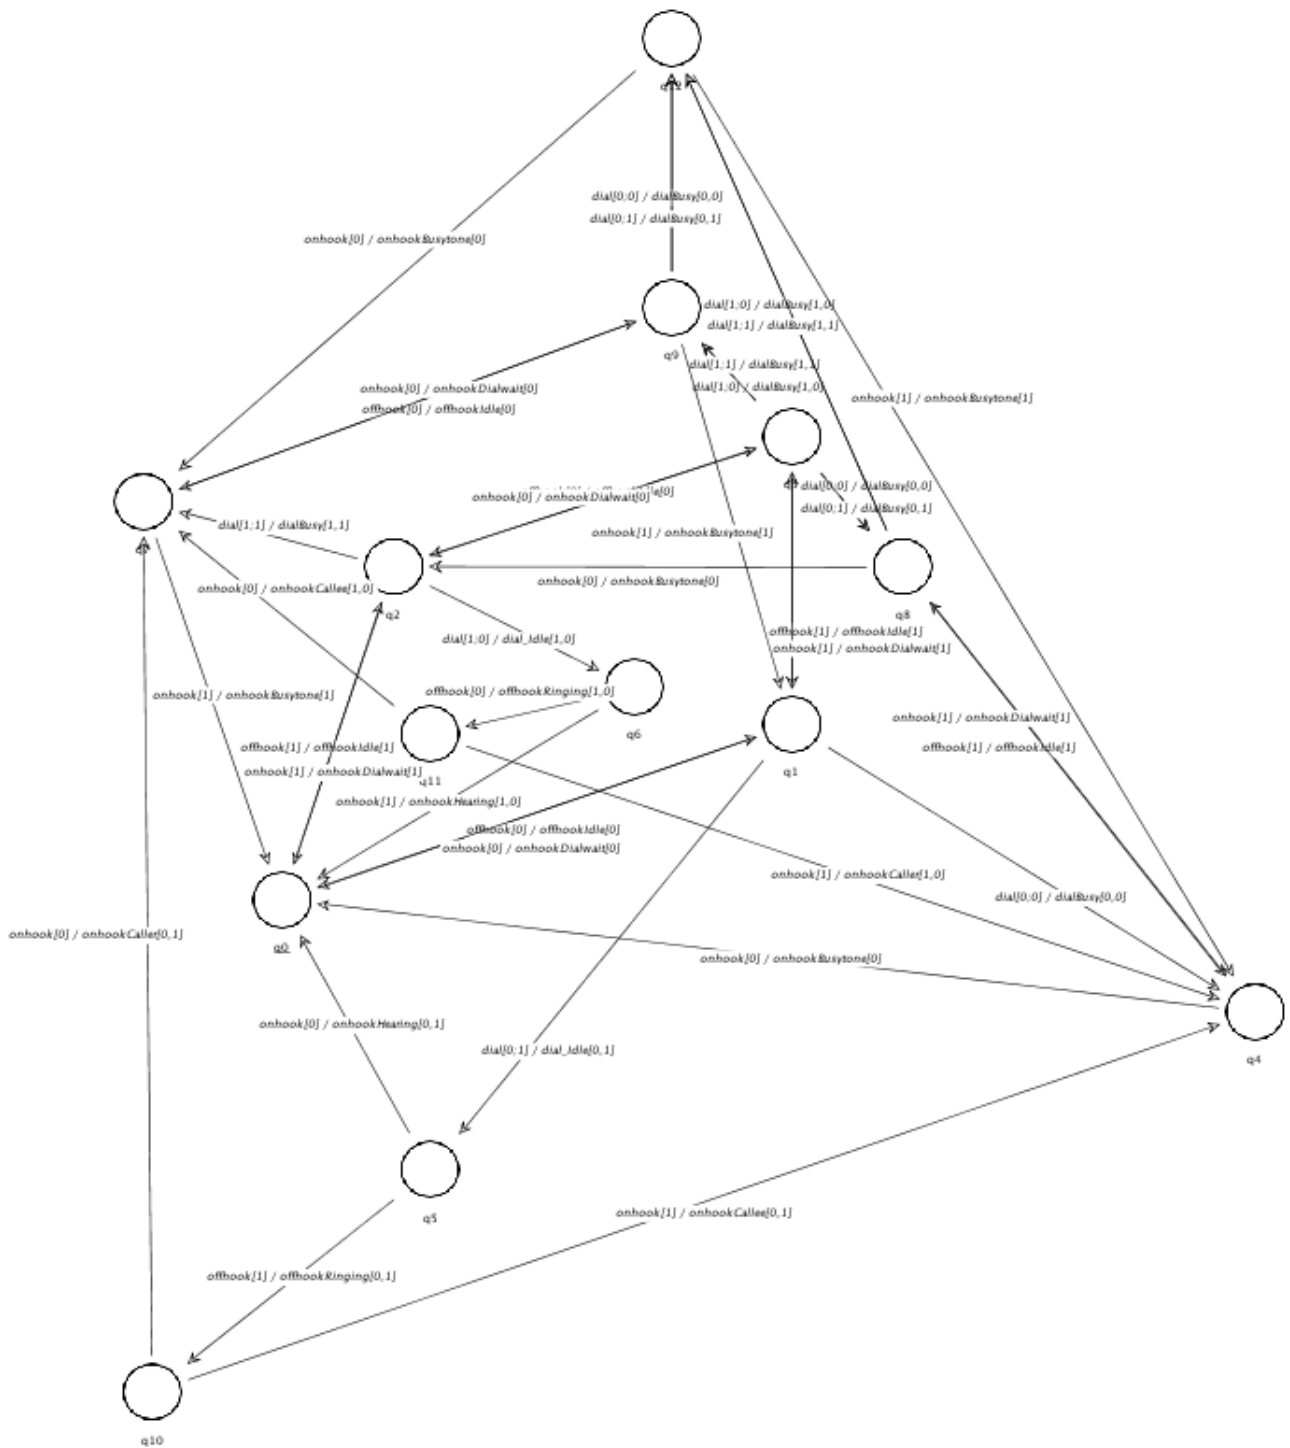 dial[0;0] / dialBusy[0,0]
dial[0;1] / dialBusy[0,1]
onhook[0] / onhookBusytone[0]
q9
dial[1;0] / dialBusy[1,0]
dial[1;1] / dialBusy[1,1]
dial[1;1] / dialBusy[1,1]
dial[1;0] / dialBusy[1,0]
onhook[0] / onhookDialwait[0]
offhook[0] / offhookIdle[0]
onhook[1] / onhookBusytone[1]
onhook[0] / onhookDialwait[0]
dial[0;0] / dialBusy[0,0]
dial[0;1] / dialBusy[0,1]
dial[1;1] / dialBusy[1,1]
onhook[1] / onhookBusytone[1]
onhook[0] / onhookBusytone[0]
onhook[0] / onhookCallee[1,0]
q2
q8
dial[1;0] / dial_Idle[1,0]
offhook[1] / offhookIdle[1]
onhook[1] / onhookDialwait[1]
onhook[1] / onhookBusytone[1]
offhook[0] / offhookRinging[1,0]
q6
onhook[1] / onhookDialwait[1]
offhook[1] / offhookIdle[1]
offhook[1] / offhookIdle[1]
onhook[1] / onhookDialwait[1]
q11
q1
onhook[1] / onhookHearing[1,0]
offhook[0] / offhookIdle[0]
onhook[0] / onhookDialwait[0]
onhook[1] / onhookCaller[1,0]
dial[0;0] / dialBusy[0,0]
onhook[0] / onhookCaller[0,1]
q0
onhook[0] / onhookBusytone[0]
onhook[0] / onhookHearing[0,1]
dial[0;1] / dial_Idle[0,1]
q4
q5
onhook[1] / onhookCallee[0,1]
offhook[1] / offhookRinging[0,1]
q10